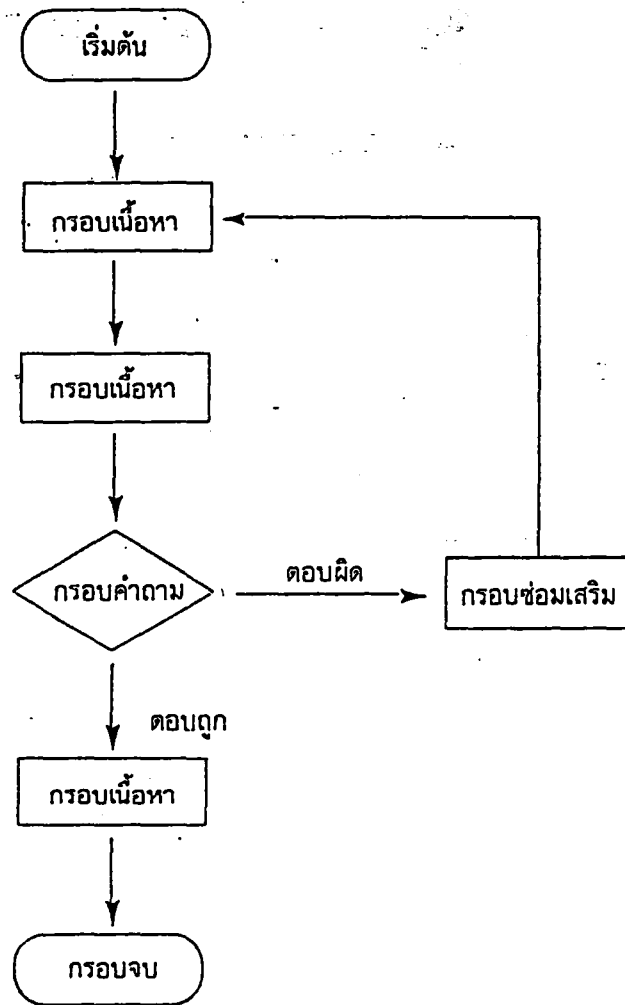 เริ่มต้น
กรอบเนื้อหา
กรอบเนื้อหา
กรอบคำถาม
ตอบผิด
กรอบซ่อมเสริม
ตอบถูก
กรอบเนื้อหา
กรอบจบ